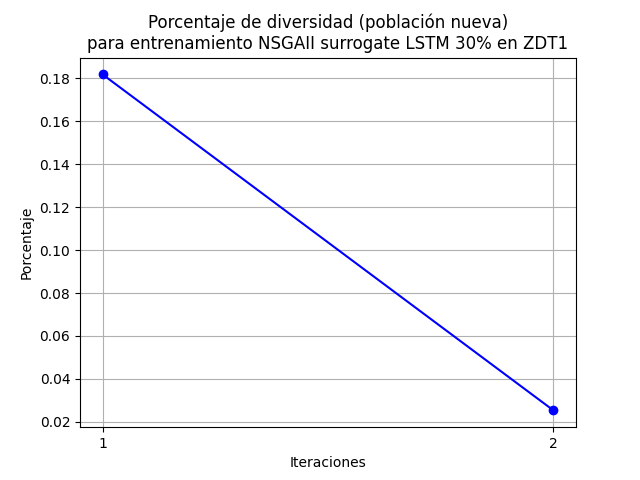 Porcentaje de diversidad (población nueva)
para entrenamiento NSGAII surrogate LSTM 30% en ZDT1
0.18
0.16
0.14
0.12
0.10
0.08
0.06
0.04
0.02
Porcentaje
1
2
Iteraciones